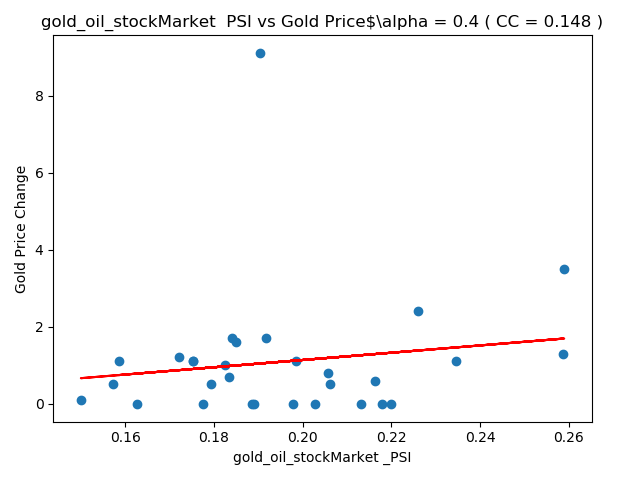 gold_oil_stockMarket  PSI vs Gold Price$\alpha = 0.4 ( CC = 0.148 )
8
6
4
2
0
Gold Price Change
0.16 0.18 0.20 0.22 0.24 0.26
gold_oil_stockMarket _PSI